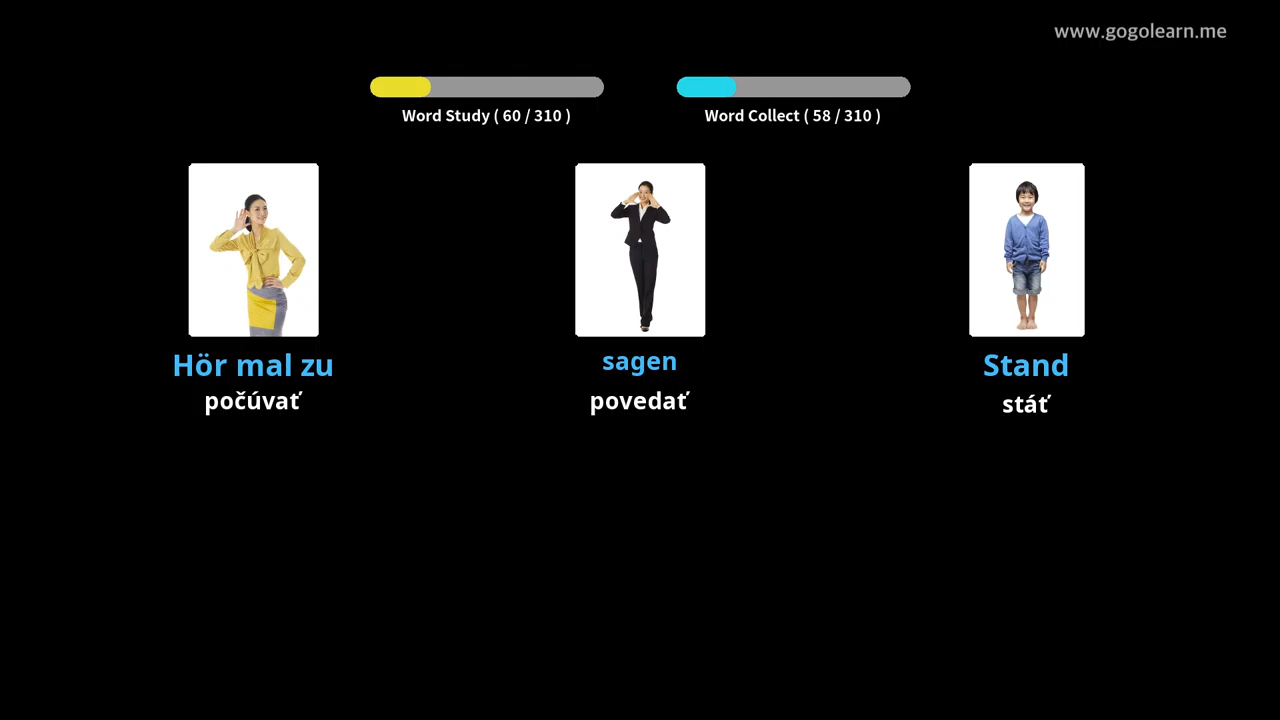 www.gogolearn.me
Word Study ( 60 / 310 )
Word Collect ( 58 / 310 )
Hör mal zu
počúvať
sagen
povedať
Stand
stáť